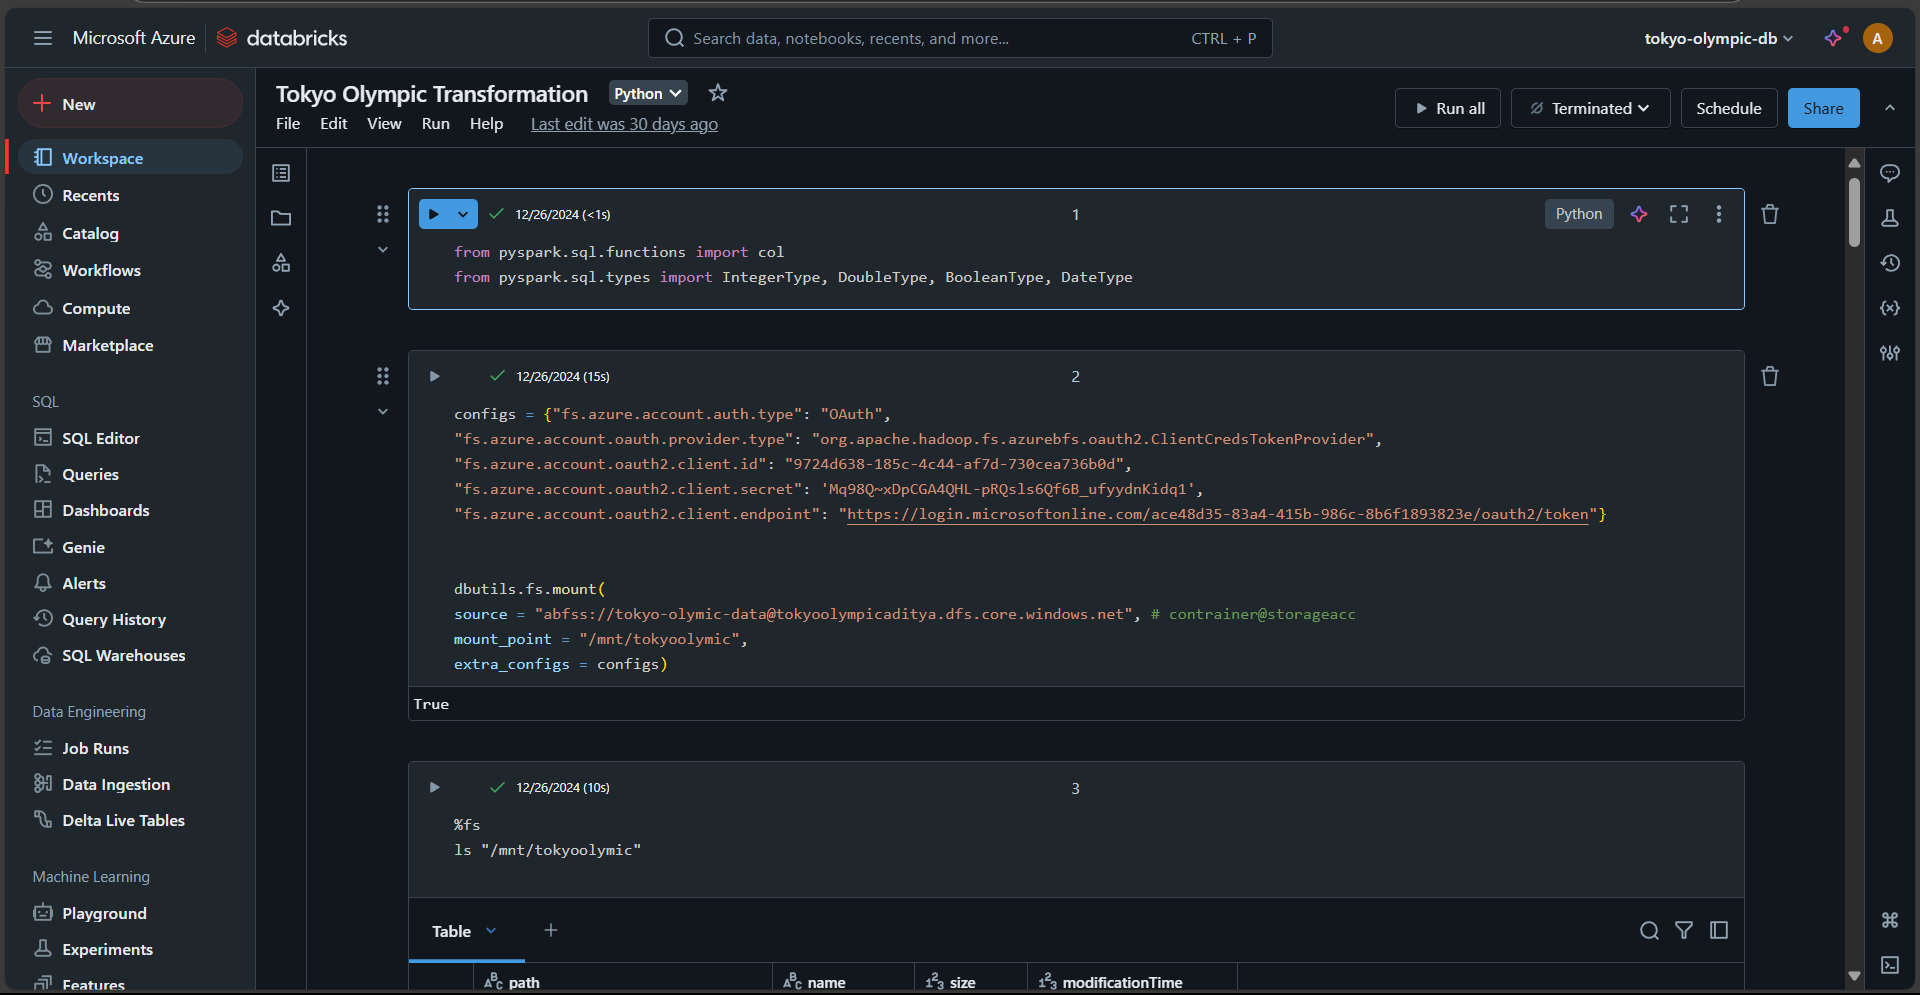 Microsoft Azure databricks
Search data, notebooks, recents, and more... CTRL + P
tokyo-olympic-db
A
New
Workspace
Recents
Catalog
Workflows
Compute
Marketplace
SQL
SQL Editor
Queries
Dashboards
Genie
Alerts
Query History
SQL Warehouses
Data Engineering
Job Runs
Data Ingestion
Delta Live Tables
Machine Learning
Playground
Experiments
Features
Tokyo Olympic Transformation Python
File Edit View Run Help Last edit was 30 days ago
Run all Terminated Schedule Share
12/26/2024 (<1s) 1 Python
from pyspark.sql.functions import col
from pyspark.sql.types import IntegerType, DoubleType, BooleanType, DateType
12/26/2024 (15s) 2
configs = {"fs.azure.account.auth.type": "OAuth",
"fs.azure.account.oauth.provider.type": "org.apache.hadoop.fs.azurebfs.oauth2.ClientCredsTokenProvider",
"fs.azure.account.oauth2.client.id": "9724d638-185c-4c44-af7d-730cea736b0d",
"fs.azure.account.oauth2.client.secret": 'Mq98Q~xDpCGA4QHL-pRQsls6Qf6B_ufyydnKidq1',
"fs.azure.account.oauth2.client.endpoint": "https://login.microsoftonline.com/ace48d35-83a4-415b-986c-8b6f1893823e/oauth2/token"}
dbutils.fs.mount(
source = "abfss://tokyo-olymic-data@tokyoolympicaditya.dfs.core.windows.net", # contrainer@storageacc
mount_point = "/mnt/tokyoolymic",
extra_configs = configs)
True
12/26/2024 (10s) 3
%fs
ls "/mnt/tokyoolymic"
Table
path name size modificationTime